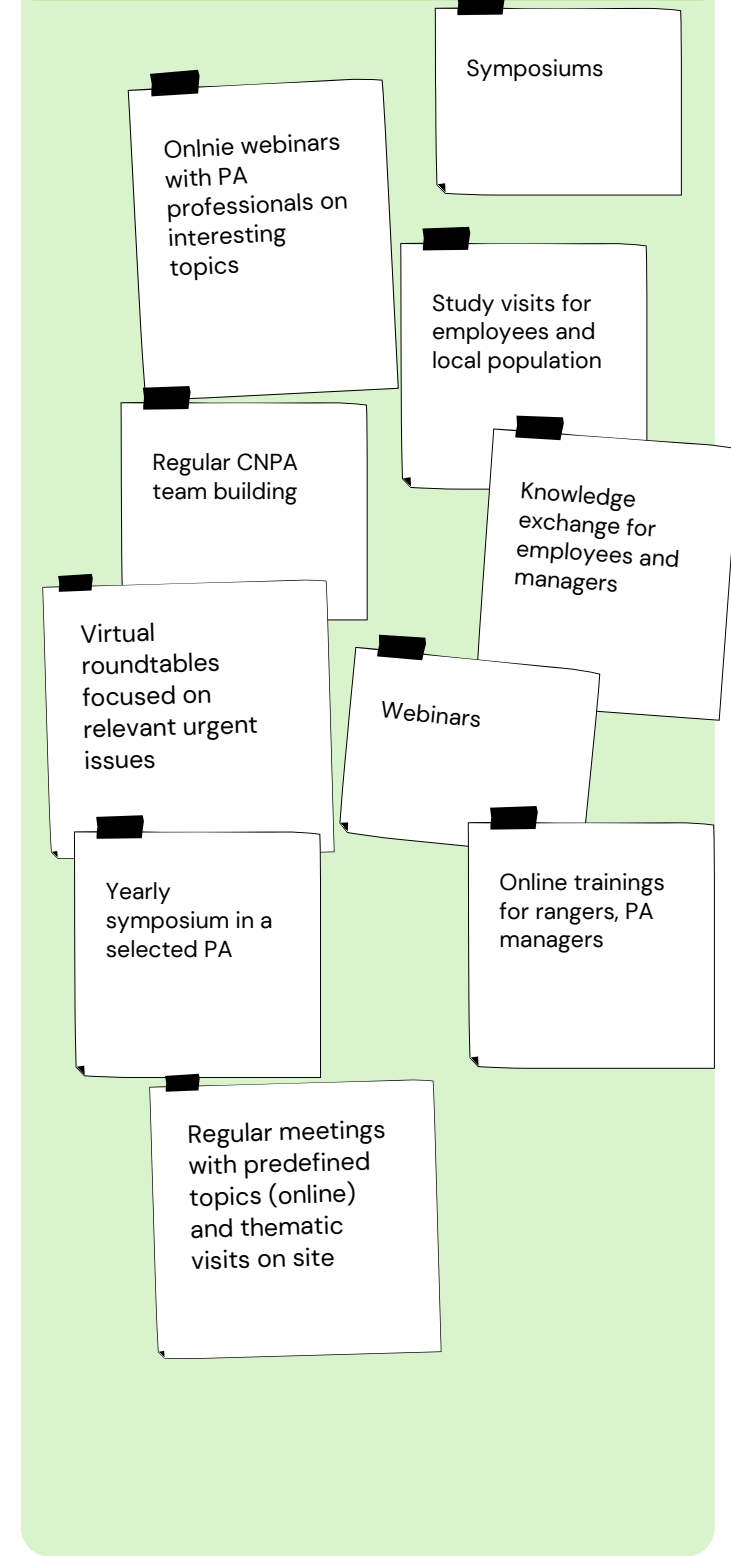 Symposiums
Onlnie webinars
with PA
professionals on
interesting
topics
Study visits for
employees and
local population
Regular CNPA
team building
Knowledge
exchange for
employees and
managers
Virtual
roundtables
focused on
relevant urgent
issues
Webinars
Yearly
symposium in a
selected PA
Online trainings
for rangers, PA
managers
Regular meetings
with predefined
topics (online)
and thematic
visits on site